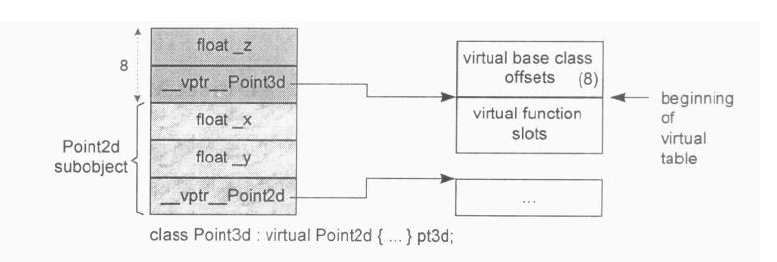 float _z
8
__vptr__Point3d
float _x
Point2d
subobject
float _y
__vptr__Point2d
virtual base class
offsets (8)
virtual function
slots
beginning
of
virtual
table
...
class Point3d : virtual Point2d { ... } pt3d;